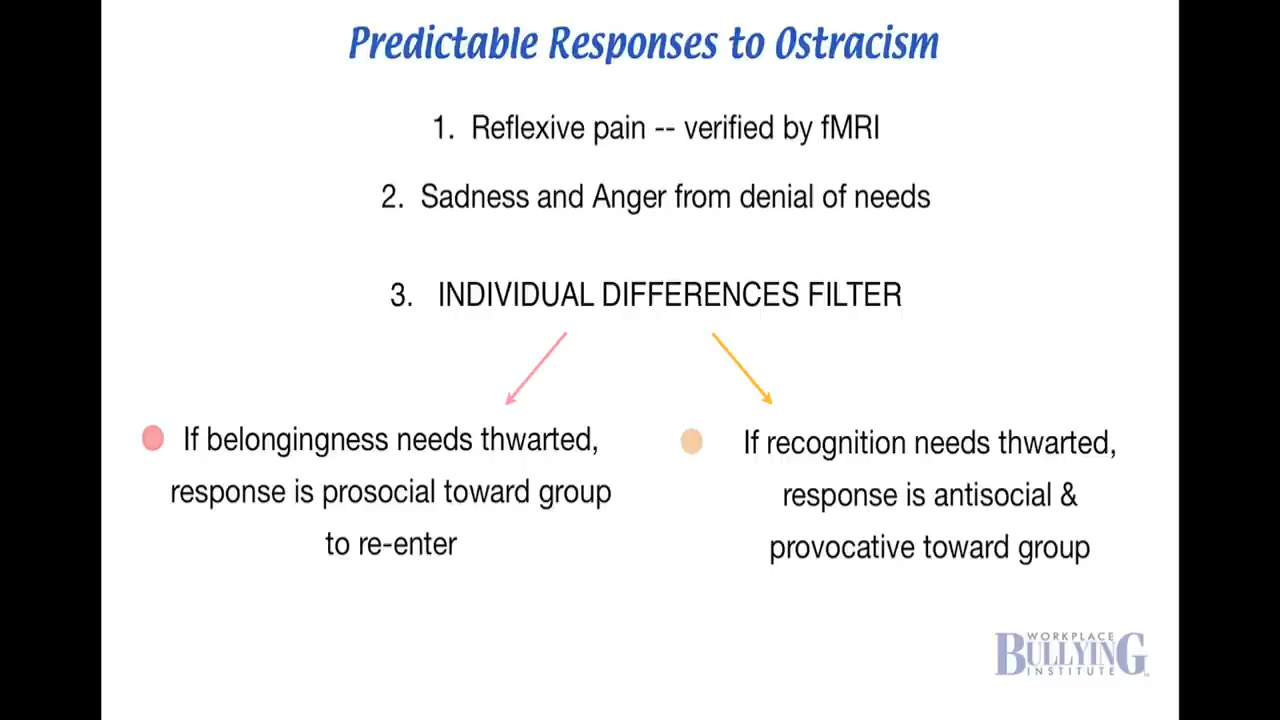 Predictable Responses to Ostracism
1. Reflexive pain -- verified by fMRI
2. Sadness and Anger from denial of needs
3. INDIVIDUAL DIFFERENCES FILTER
If belongingness needs thwarted,
response is prosocial toward group
to re-enter
If recognition needs thwarted,
response is antisocial &
provocative toward group
WORKPLACE
BULLYING
INSTITUTE